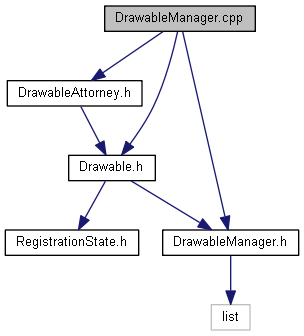 DrawableManager.cpp
DrawableAttorney.h
Drawable.h
RegistrationState.h
DrawableManager.h
list